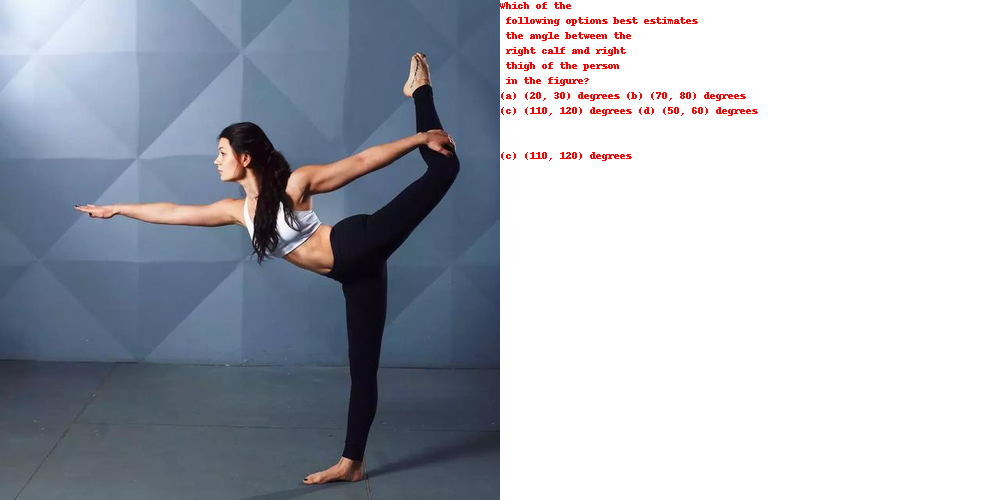 Which of the
following options best estimates
the angle between the
right calf and right
thigh of the person
in the figure?
(a) (20, 30) degrees (b) (70, 80) degrees
(c) (110, 120) degrees (d) (50, 60) degrees
(c) (110, 120) degrees